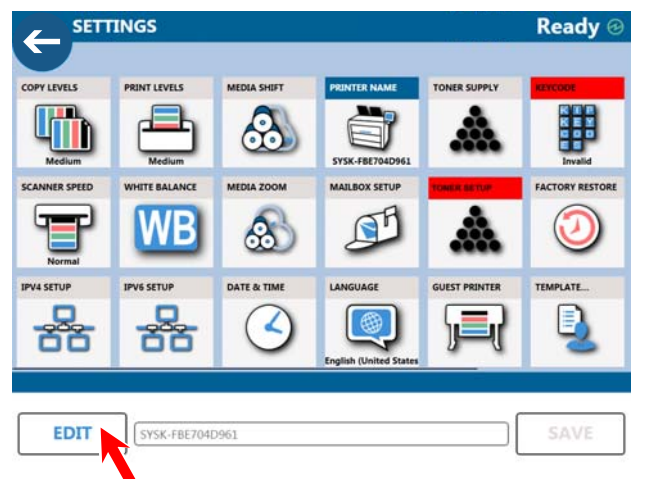 SETTINGS
Ready
COPY LEVELS
PRINT LEVELS
MEDIA SHIFT
PRINTER NAME
TONER SUPPLY
KEYCODE
K I P
K E Y
C O D
E
Medium
Medium
SYSK-FBE704D961
Invalid
SCANNER SPEED
WHITE BALANCE
MEDIA ZOOM
MAILBOX SETUP
TONER SETUP
FACTORY RESTORE
WB
Normal
IPV4 SETUP
IPV6 SETUP
DATE & TIME
LANGUAGE
GUEST PRINTER
TEMPLATE...
English (United States
EDIT
SYSK-FBE704D961
SAVE